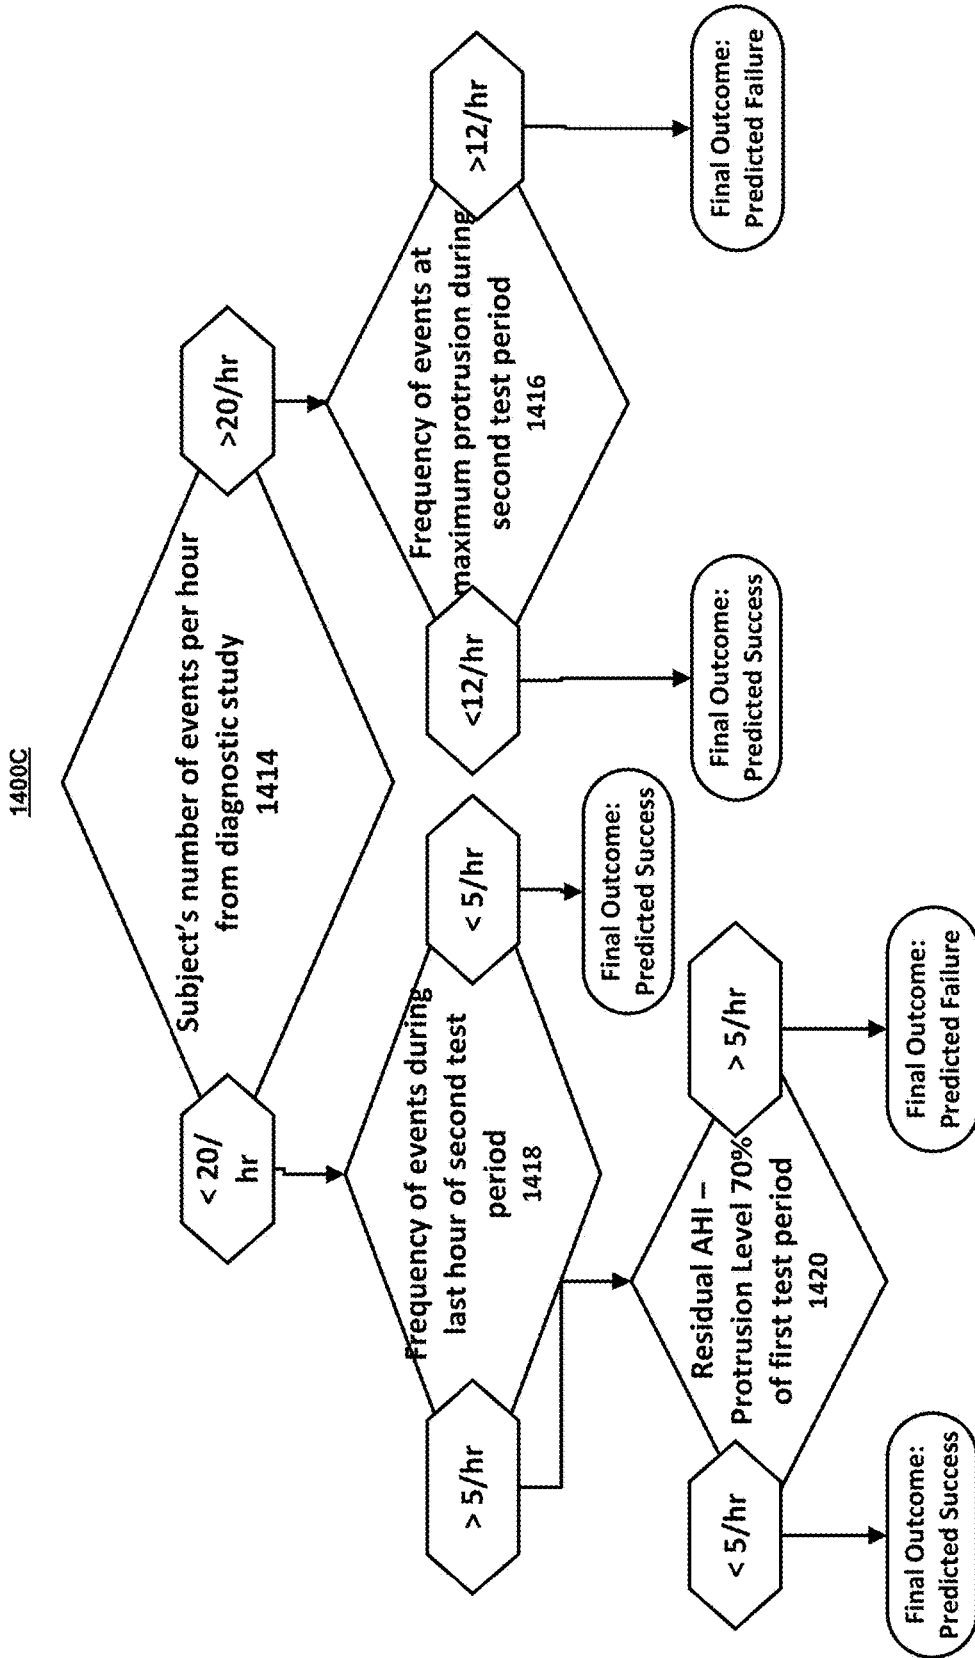 1400C
Subject's number of events per hour
from diagnostic study
1414
< 20/
hr
>20/hr
Frequency of events during
last hour of second test
period
1418
Frequency of events at
maximum protrusion during
second test period
1416
> 5/hr
< 5/hr
<12/hr
>12/hr
Final Outcome:
Predicted Success
Residual AHI –
Protrusion Level 70%
of first test period
1420
Final Outcome:
Predicted Success
Final Outcome:
Predicted Failure
< 5/hr
> 5/hr
Final Outcome:
Predicted Success
Final Outcome:
Predicted Failure